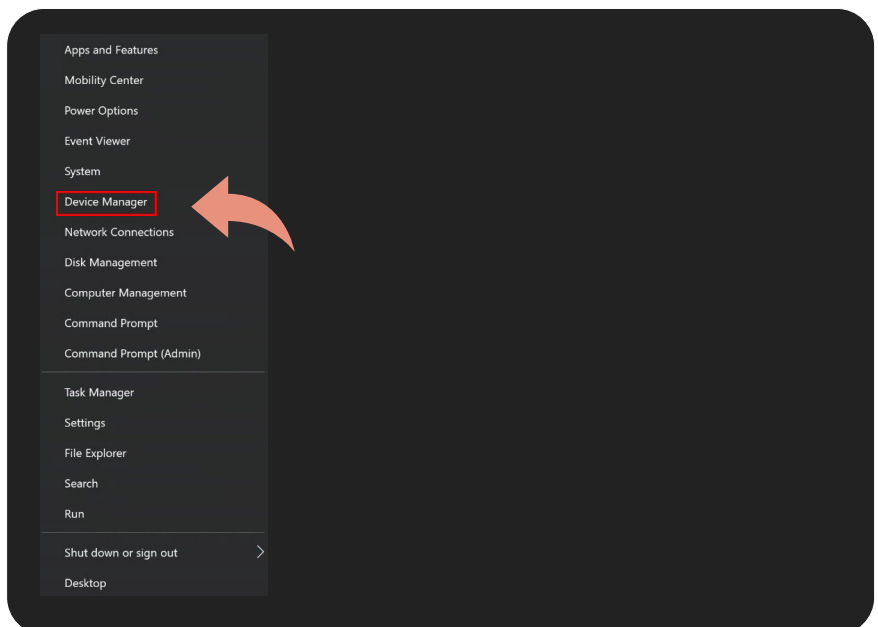 Apps and Features
Mobility Center
Power Options
Event Viewer
System
Device Manager
Network Connections
Disk Management
Computer Management
Command Prompt
Command Prompt (Admin)
Task Manager
Settings
File Explorer
Search
Run
Shut down or sign out
Desktop